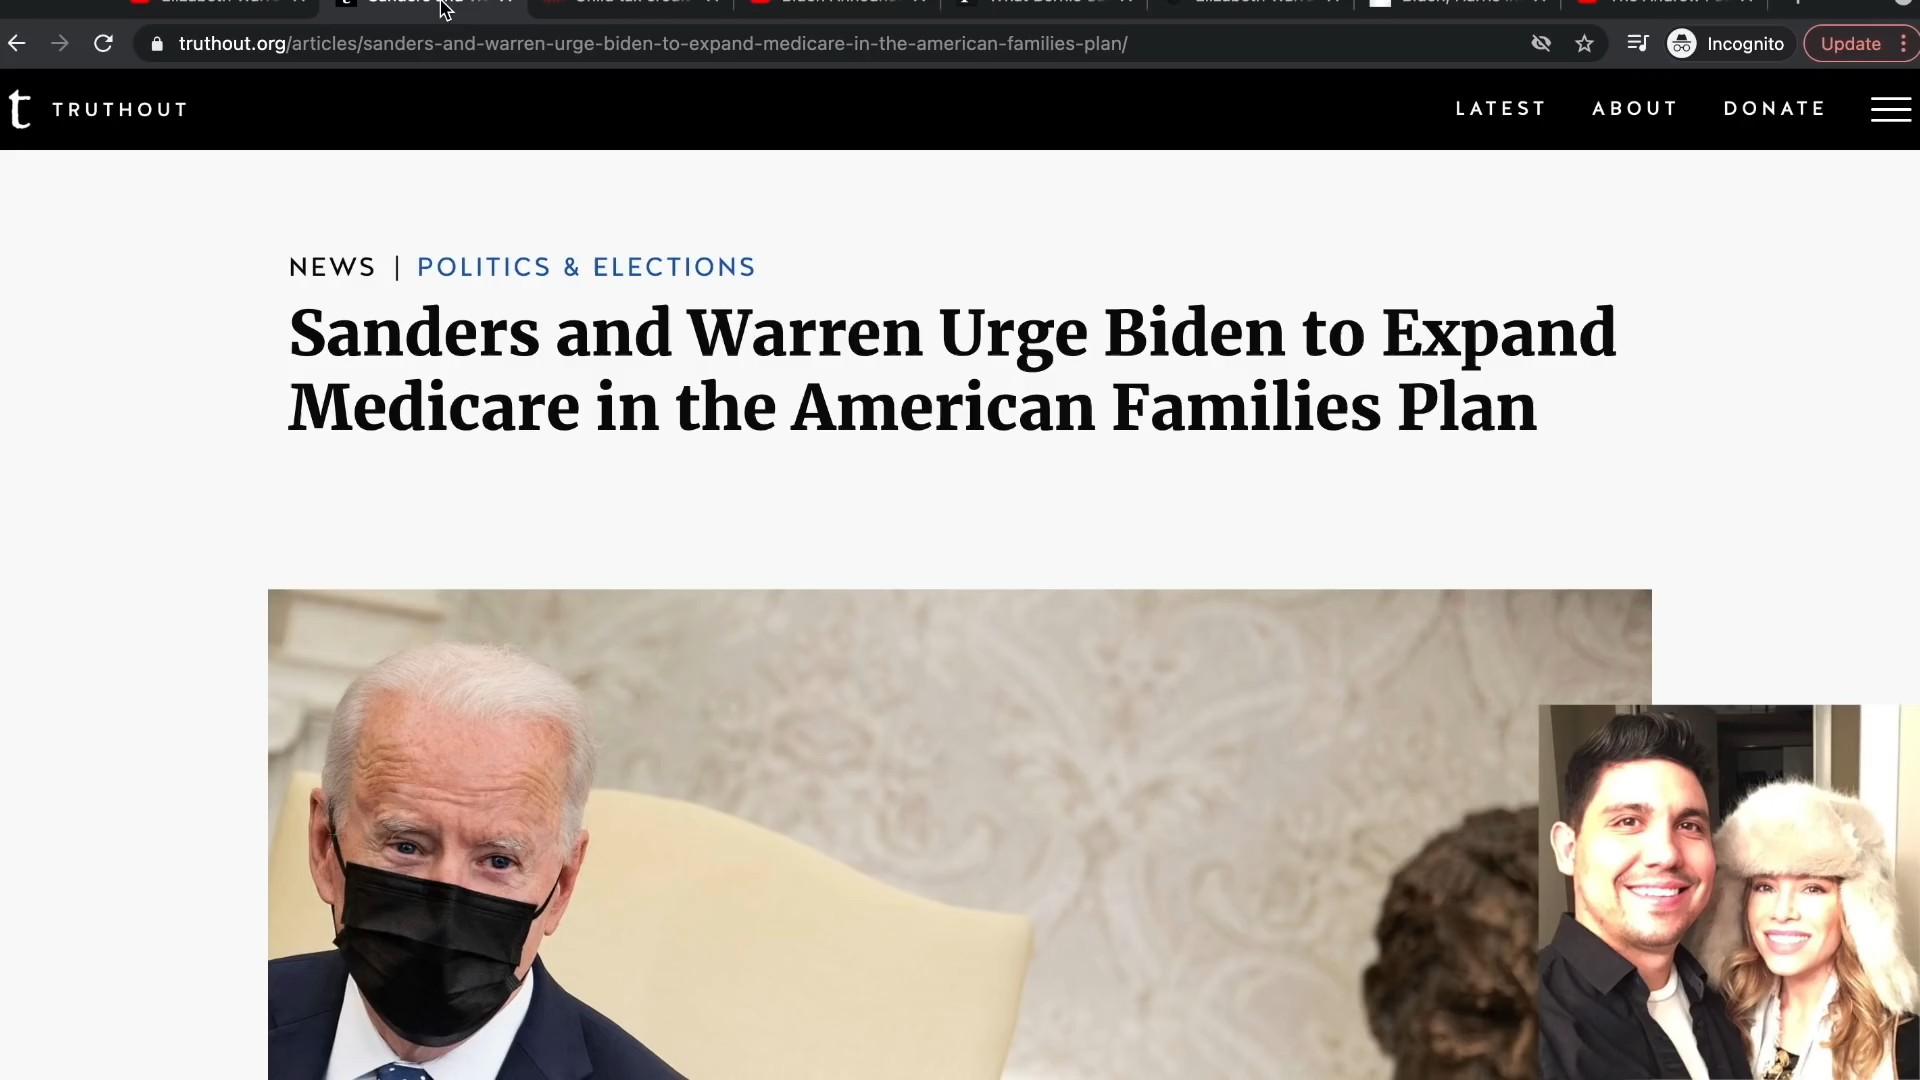 truthout.org/articles/sanders-and-warren-urge-biden-to-expand-medicare-in-the-american-families-plan/
Incognito
Update
t TRUTHOUT
LATEST ABOUT DONATE
NEWS | POLITICS & ELECTIONS
Sanders and Warren Urge Biden to Expand
Medicare in the American Families Plan